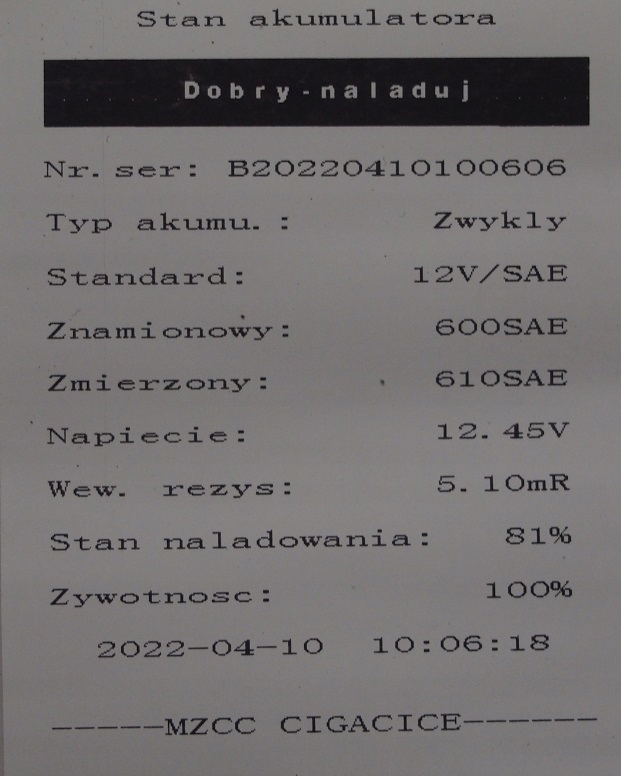 Stan akumulatora
Dobry-naladuj
Nr. ser: B20220410100606
Typ akumu. : Zwykly
Standard: 12V/SAE
Znamionowy: 600SAE
Zmierzony: 610SAE
Napiecie: 12. 45V
Wew. rezys: 5. 10mR
Stan naladowania: 81%
Zywotnosc: 100%
2022-04-10 10:06:18
-----MZCC CIGACICE------